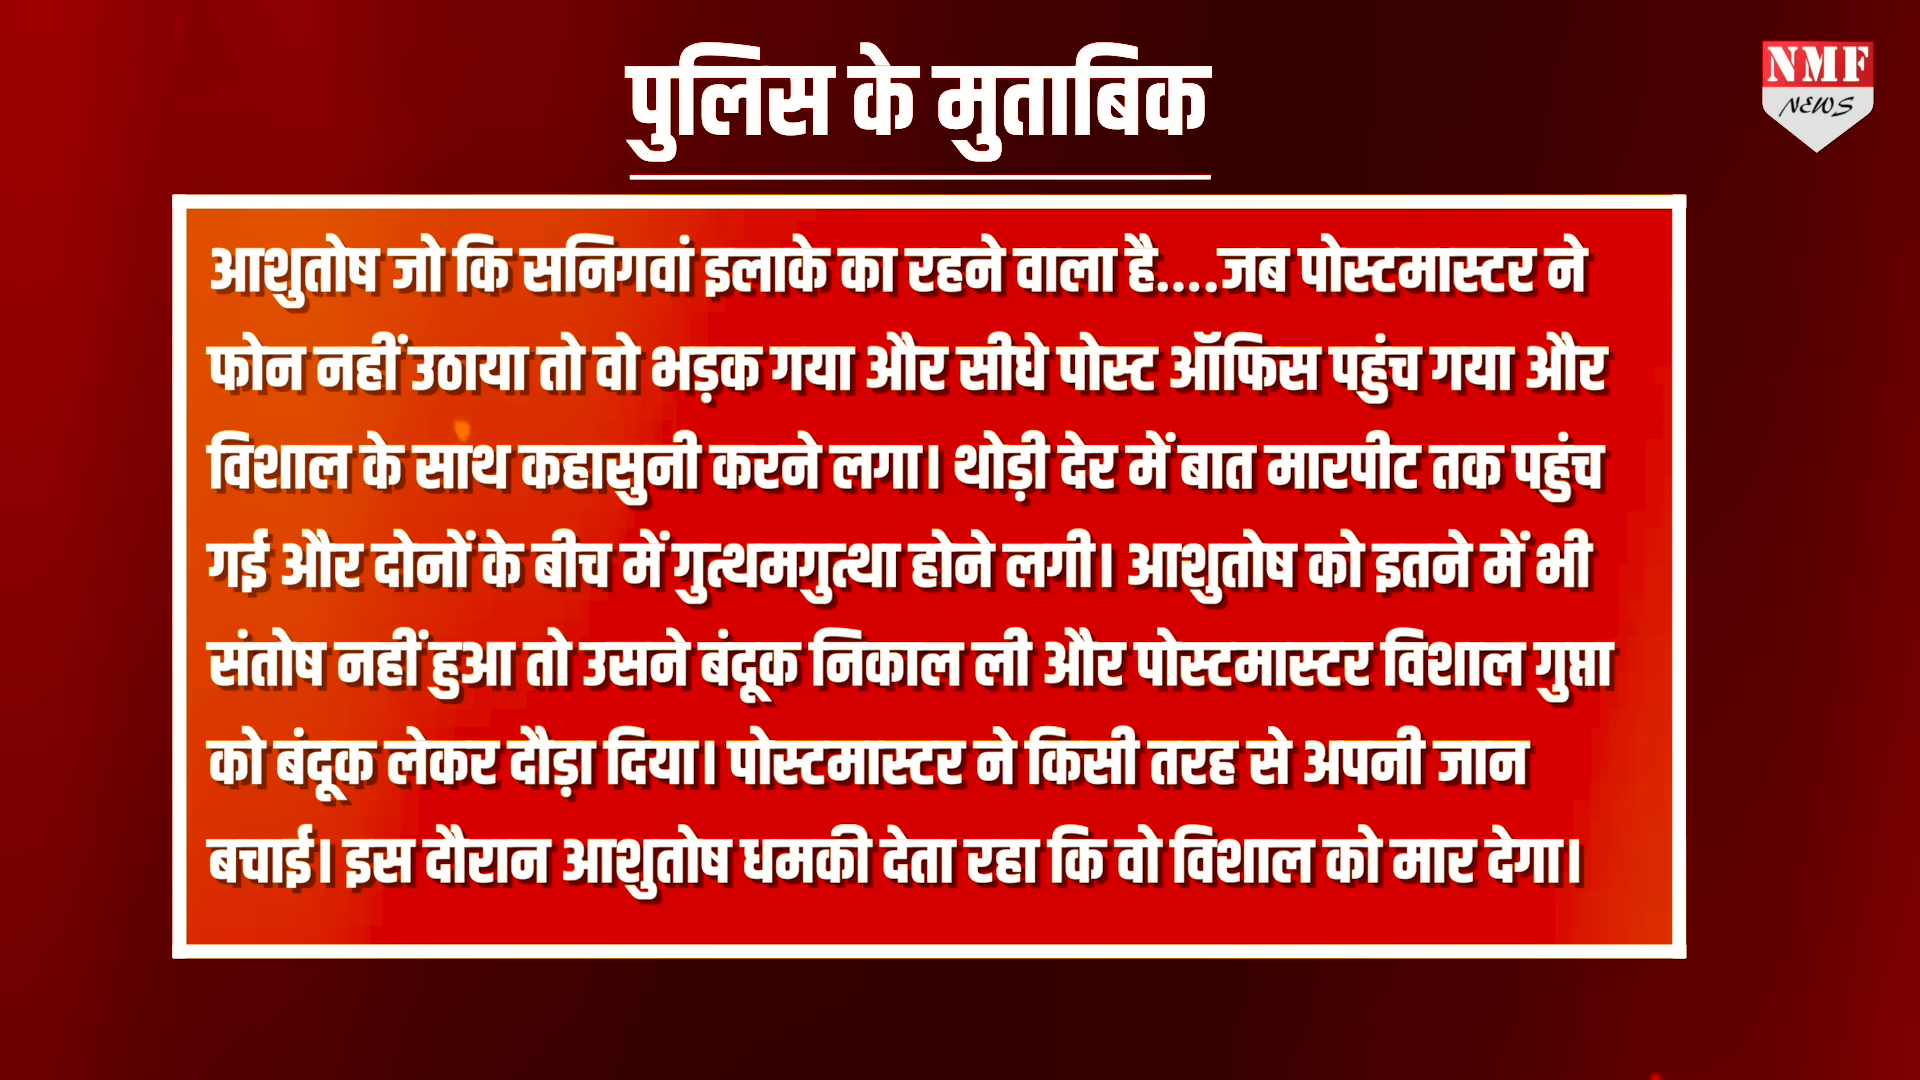 पुलिस के मुताबिक
NMF
NEWS
आशुतोष जो कि सनिगवां इलाके का रहने वाला है....जब पोस्टमास्टर ने
फोन नहीं उठाया तो वो भड़क गया और सीधे पोस्ट ऑफिस पहुंच गया और
विशाल के साथ कहासुनी करने लगा। थोड़ी देर में बात मारपीट तक पहुंच
गई और दोनों के बीच में गुत्थमगुत्था होने लगी। आशुतोष को इतने में भी
संतोष नहीं हुआ तो उसने बंदूक निकाल ली और पोस्टमास्टर विशाल गुप्ता
को बंदूक लेकर दौड़ा दिया। पोस्टमास्टर ने किसी तरह से अपनी जान
बचाई। इस दौरान आशुतोष धमकी देता रहा कि वो विशाल को मार देगा।